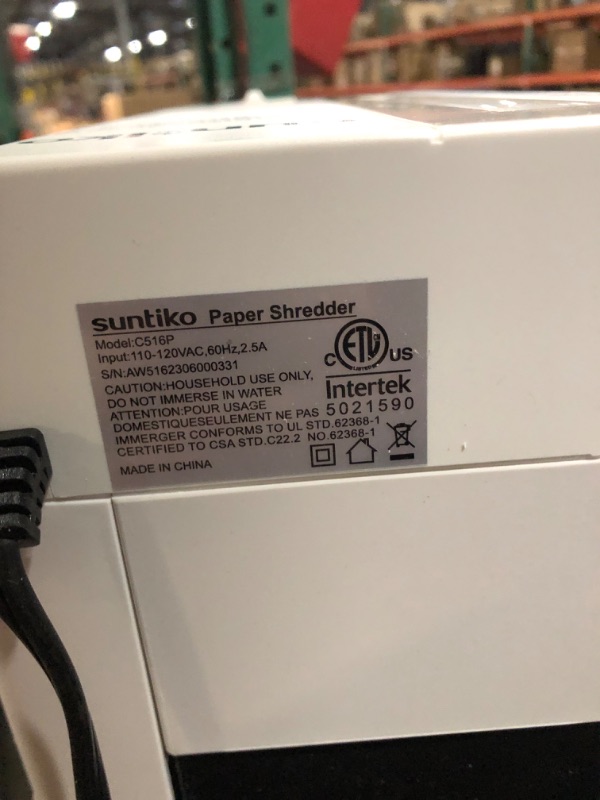 suntiko Paper Shredder
Model:C516P
Input:110-120VAC,60Hz,2.5A
S/N:AW5162306000331
CAUTION:HOUSEHOLD USE ONLY,
DO NOT IMMERSE IN WATER
ATTENTION:POUR USAGE
DOMESTIQUESEULEMENT NE PAS
IMMERGER CONFORMS TO UL STD.62368-1
CERTIFIED TO CSA STD.C22.2 NO.62368-1
MADE IN CHINA
C ETL US
LISTED
Intertek
5021590